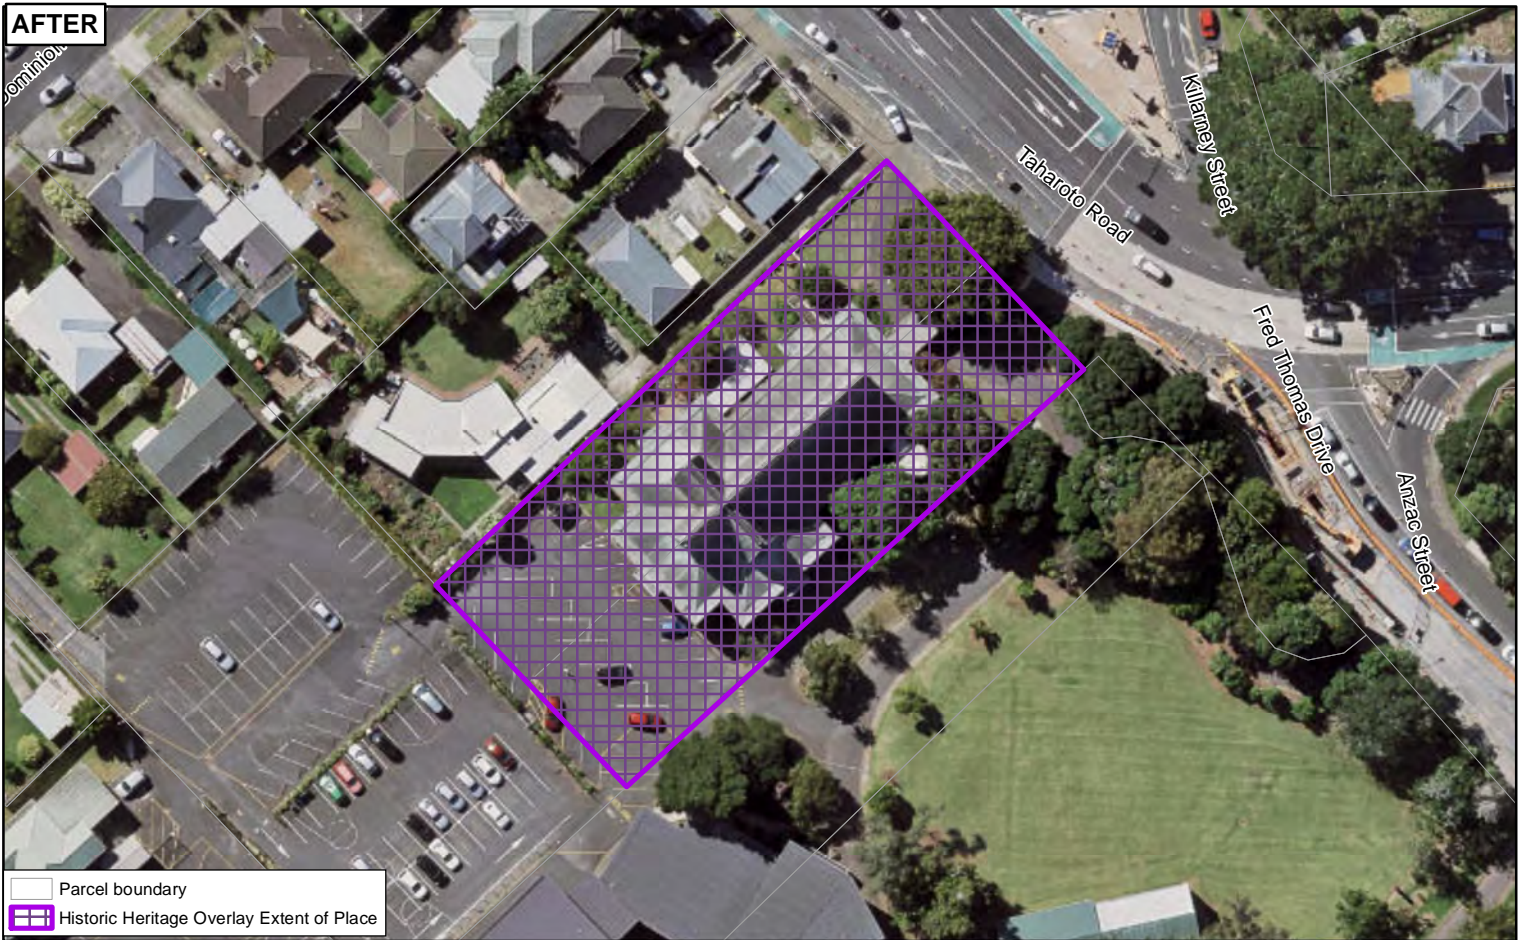 AFTER
Dominion
Killarney Street
Taharoto Road
Fred Thomas Drive
Anzac Street
Parcel boundary
Historic Heritage Overlay Extent of Place